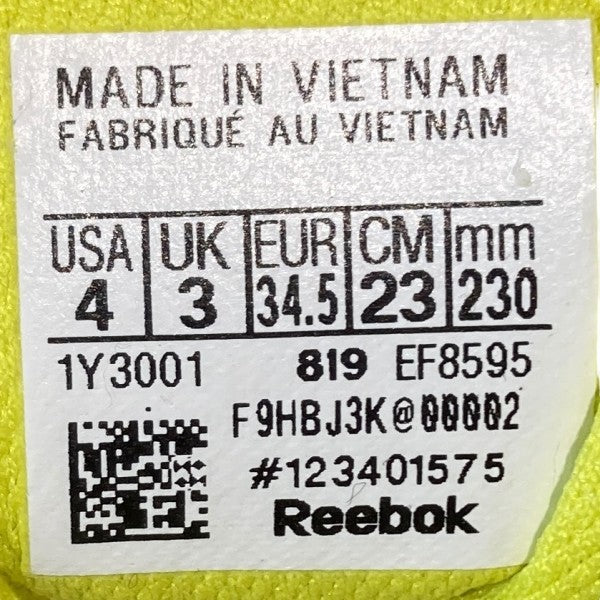 MADE IN VIETNAM
FABRIQUÉ AU VIETNAM
USA UK EUR CM mm
4 3 34.5 23 230
1Y3001 819 EF8595
F9HBJ3K@00002
#123401575
Reebok